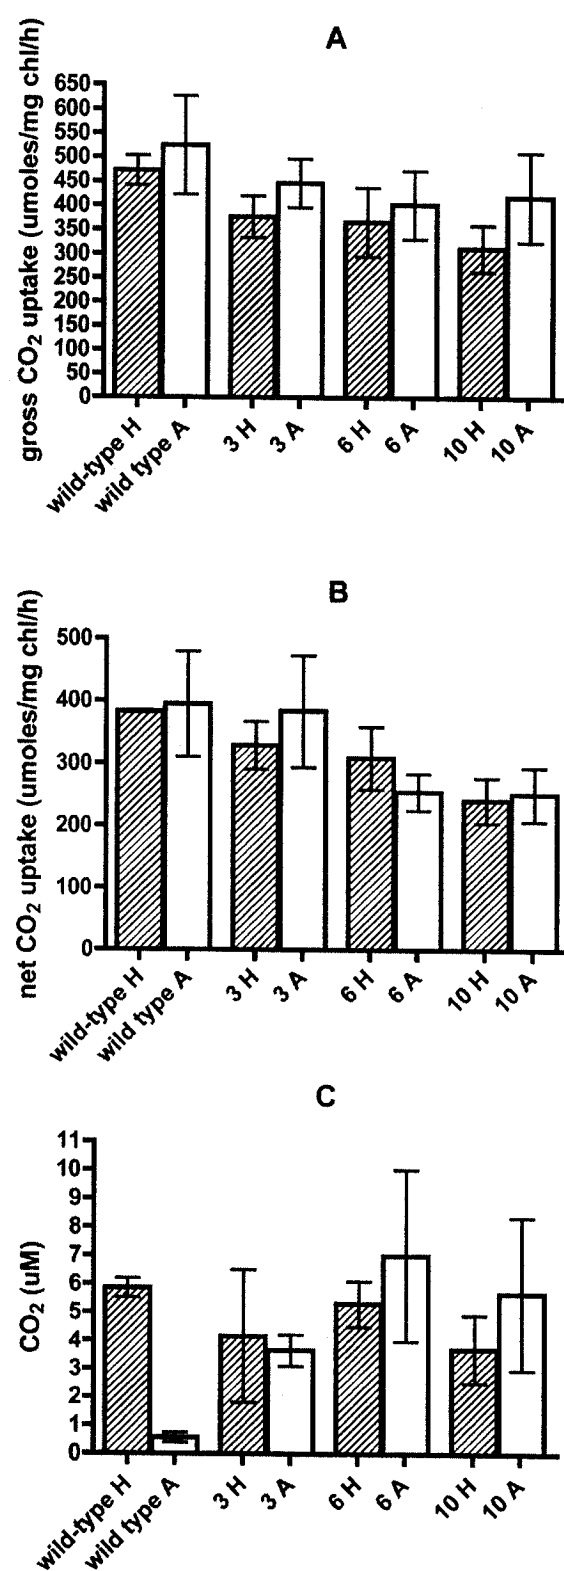 A
gross CO2 uptake (umoles/mg chl/h)
650
600
550
500
450
400
350
300
250
200
150
100
50
0
wild-type H
wild type A
3 H
3 A
6 H
6 A
10 H
10 A
B
net CO2 uptake (umoles/mg chl/h)
500
400
300
200
100
0
wild-type H
wild type A
3 H
3 A
6 H
6 A
10 H
10 A
C
CO2 (uM)
11
10
9
8
7
6
5
4
3
2
1
0
wild-type H
wild type A
3 H
3 A
6 H
6 A
10 H
10 A